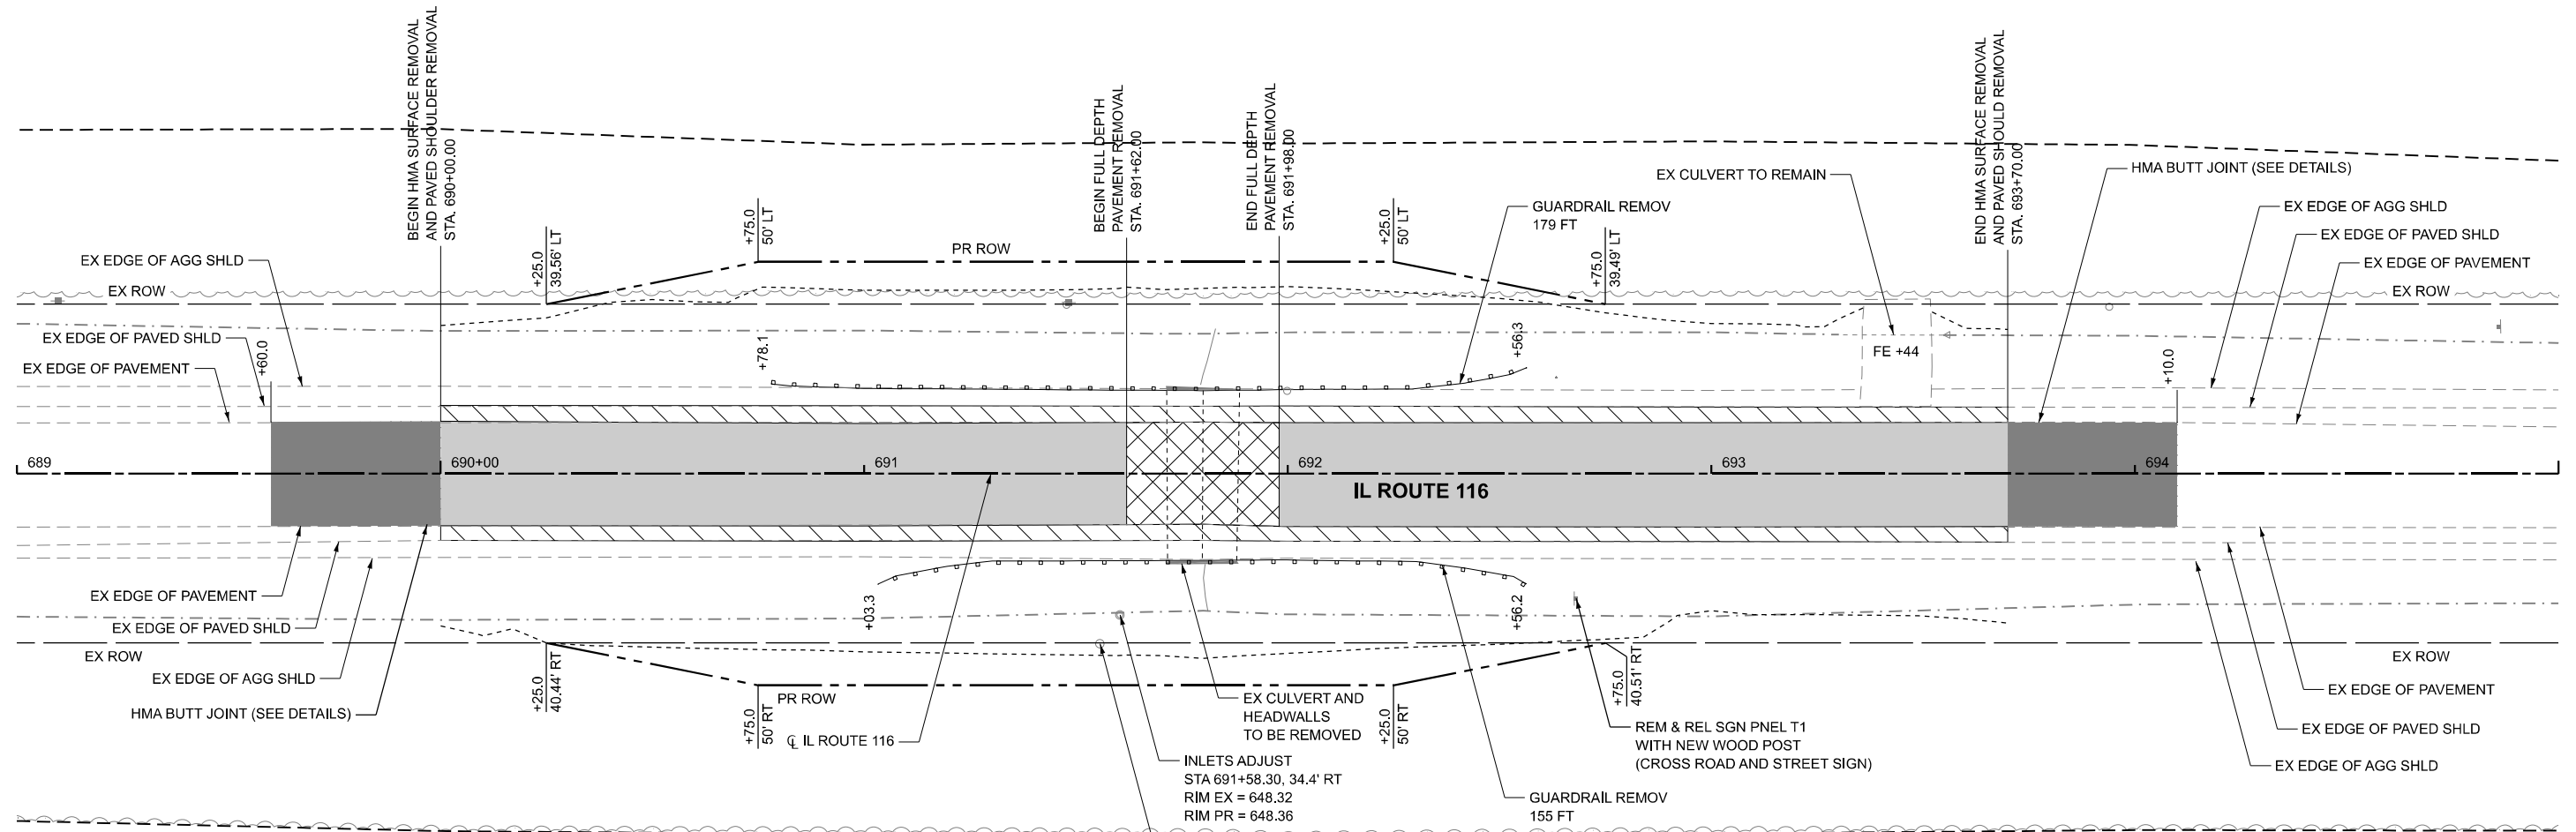 BEGIN HMA SURFACE REMOVAL
AND PAVED SHOULDER REMOVAL
STA. 690+00.00
BEGIN FULL DEPTH
PAVEMENT REMOVAL
STA. 691+62.00
END FULL DEPTH
PAVEMENT REMOVAL
STA. 691+98.00
END HMA SURFACE REMOVAL
AND PAVED SHOULD REMOVAL
STA. 693+70.00
EX CULVERT TO REMAIN
HMA BUTT JOINT (SEE DETAILS)
GUARDRAIL REMOV
179 FT
EX EDGE OF AGG SHLD
EX EDGE OF PAVED SHLD
EX EDGE OF PAVEMENT
+25.0
39.56' LT
+75.0
50' LT
PR ROW
+25.0
50' LT
+75.0
39.49' LT
EX EDGE OF AGG SHLD
EX ROW
EX ROW
EX EDGE OF PAVED SHLD
EX EDGE OF PAVEMENT
+60.0
+78.1
+56.3
FE +44
+10.0
689
690+00
691
692
693
694
IL ROUTE 116
EX EDGE OF PAVEMENT
EX EDGE OF PAVED SHLD
EX ROW
EX EDGE OF AGG SHLD
HMA BUTT JOINT (SEE DETAILS)
+03.3
+56.2
+25.0
40.44' RT
+75.0
50' RT
PR ROW
℄ IL ROUTE 116
EX CULVERT AND
HEADWALLS
TO BE REMOVED
+25.0
50' RT
+75.0
40.51' RT
INLETS ADJUST
STA 691+58.30, 34.4' RT
RIM EX = 648.32
RIM PR = 648.36
REM & REL SGN PNEL T1
WITH NEW WOOD POST
(CROSS ROAD AND STREET SIGN)
GUARDRAIL REMOV
155 FT
EX ROW
EX EDGE OF PAVEMENT
EX EDGE OF PAVED SHLD
EX EDGE OF AGG SHLD